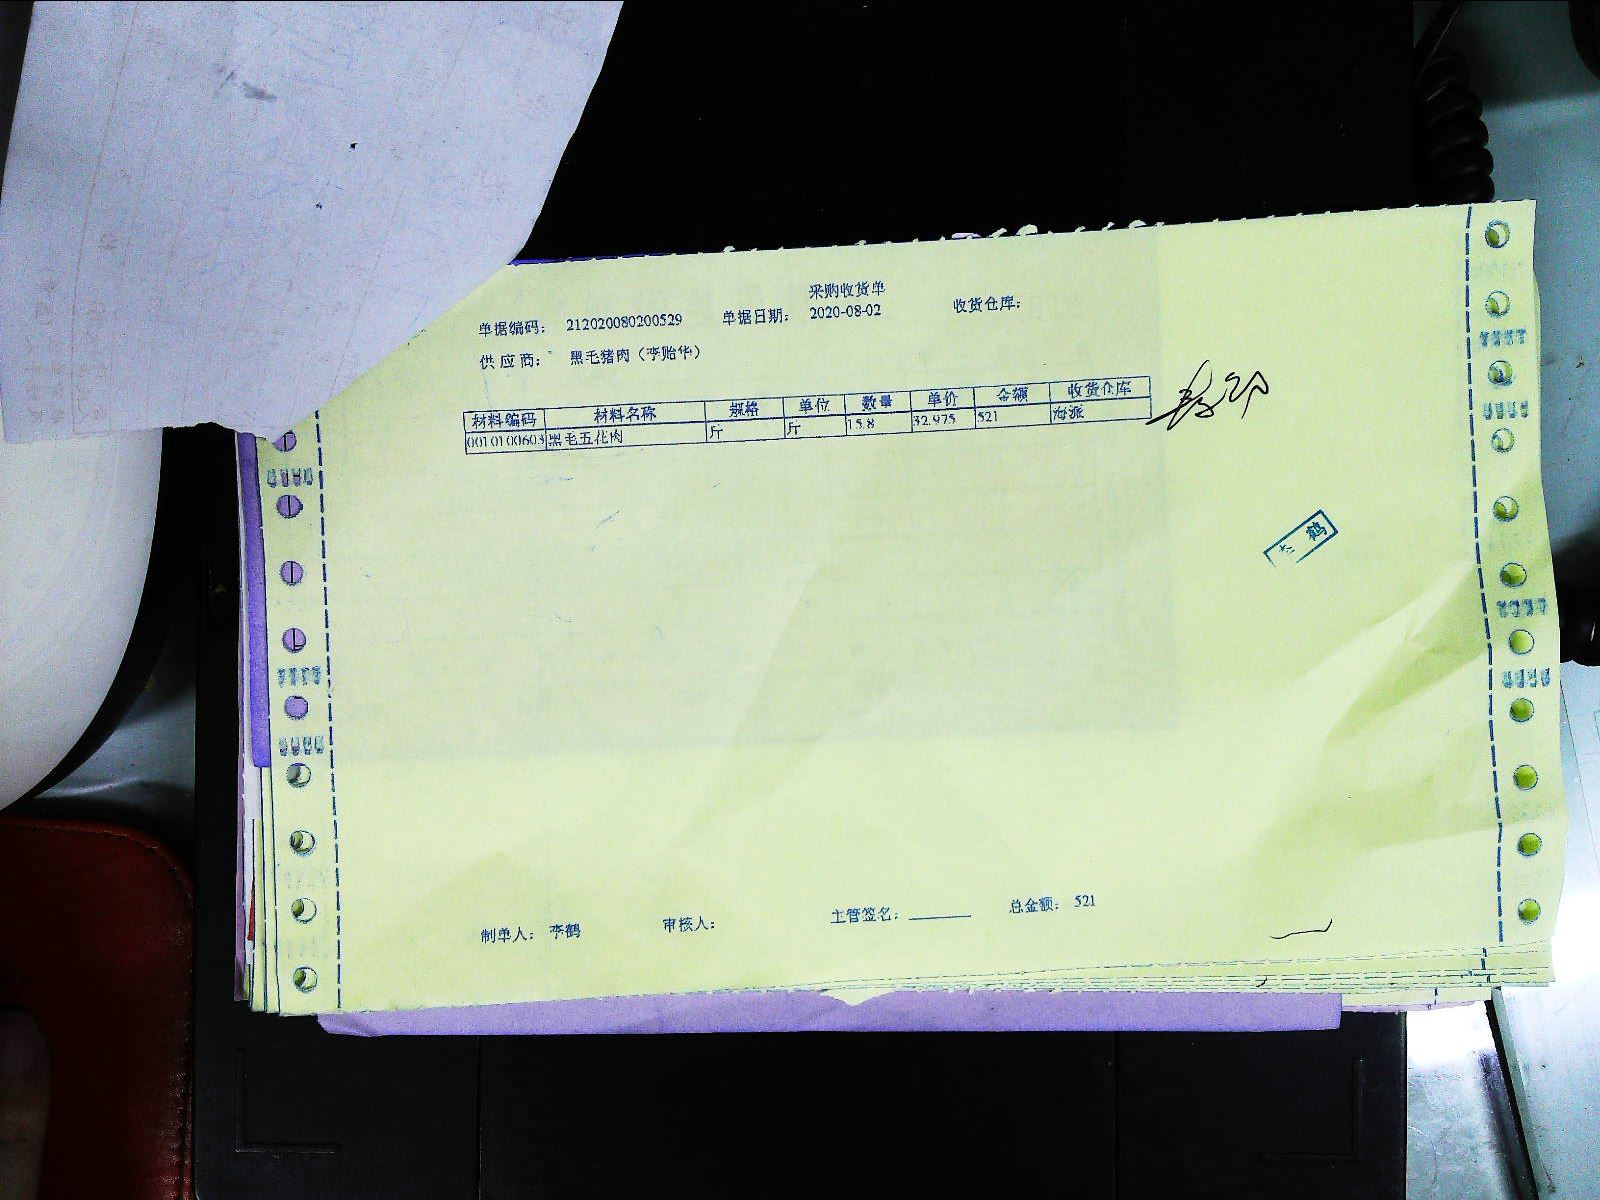 采购收货单
单据编码： 212020080200529 单据日期： 2020-08-02 收货仓库：
供应商： 黑毛猪肉（李贻华）
材料编码 材料名称 规格 单位 数量 单价 金额 收货仓库
0010100603 黑毛五花肉 斤 斤 15.8 32.975 521 海派
鹤
制单人： 李鹤 审核人： 主管签名： 总金额： 521